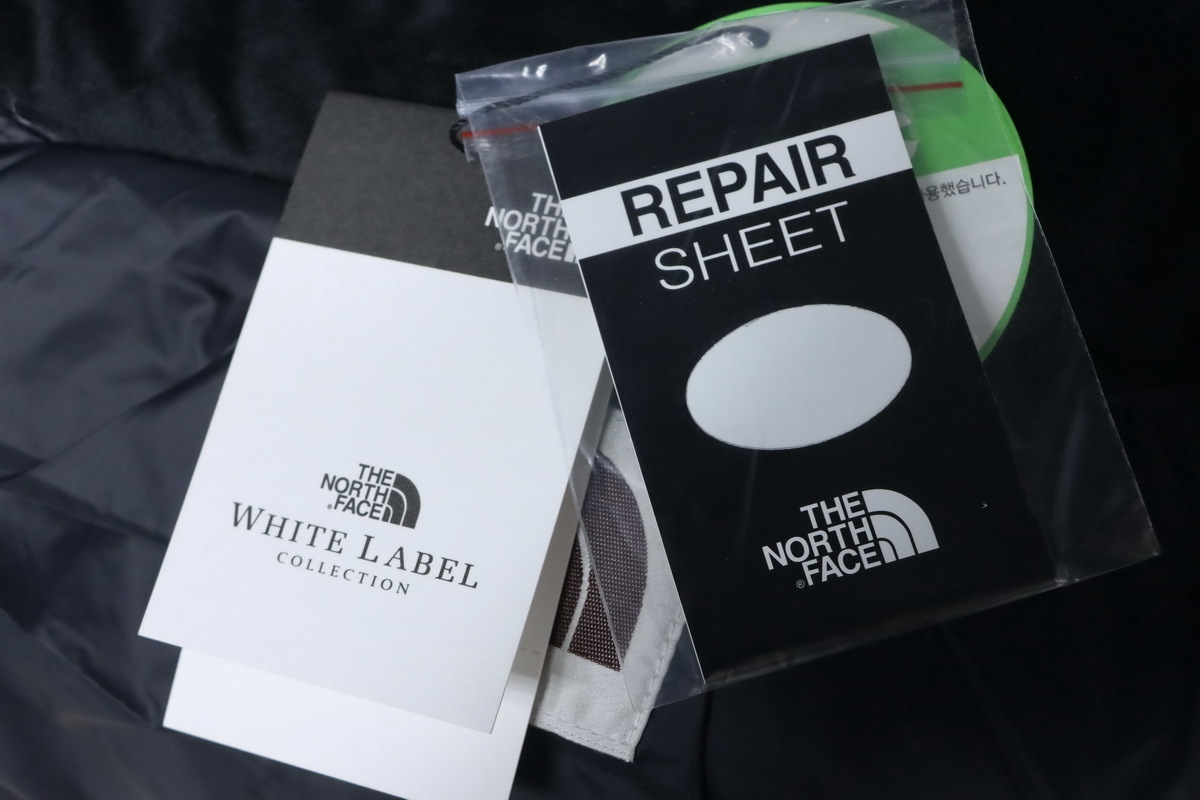 THE
NORTH
FACE
THE
NORTH
®FACE
WHITE LABEL
COLLECTION
REPAIR
SHEET
THE
NORTH
®FACE
용했습니다.